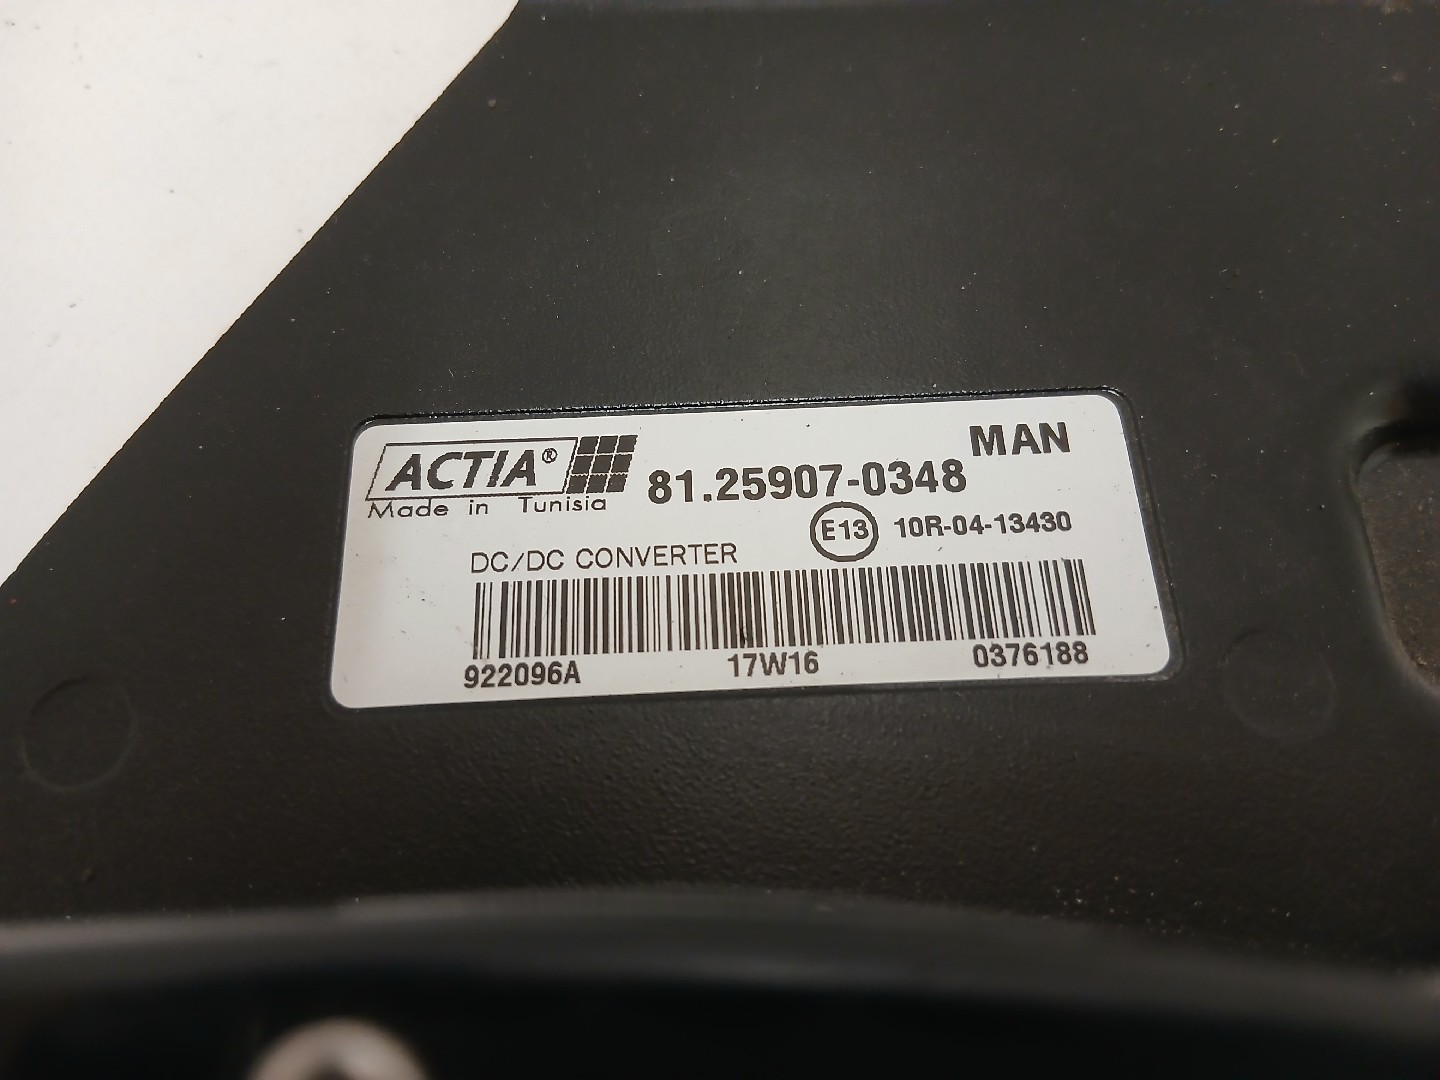 ACTIA®
MAN
81.25907-0348
Made in Tunisia
E13 10R-04-13430
DC/DC CONVERTER
922096A 17W16 0376188